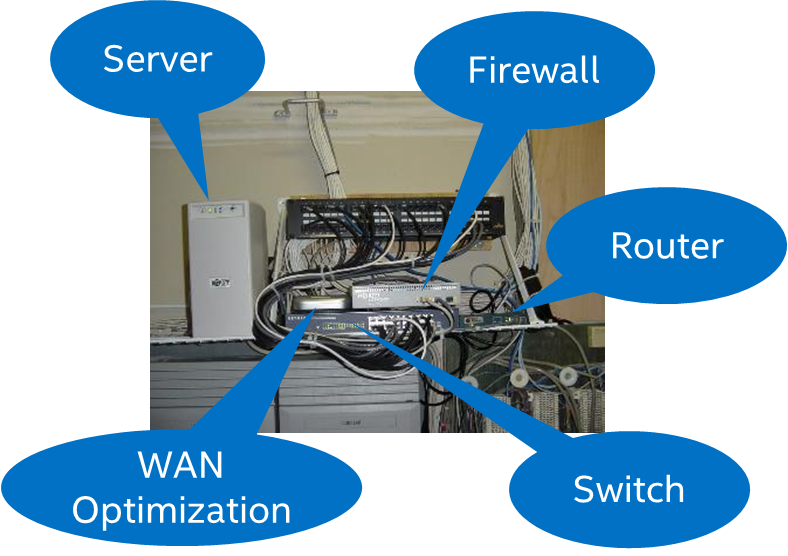 Server
Firewall
Router
WAN
Optimization
Switch